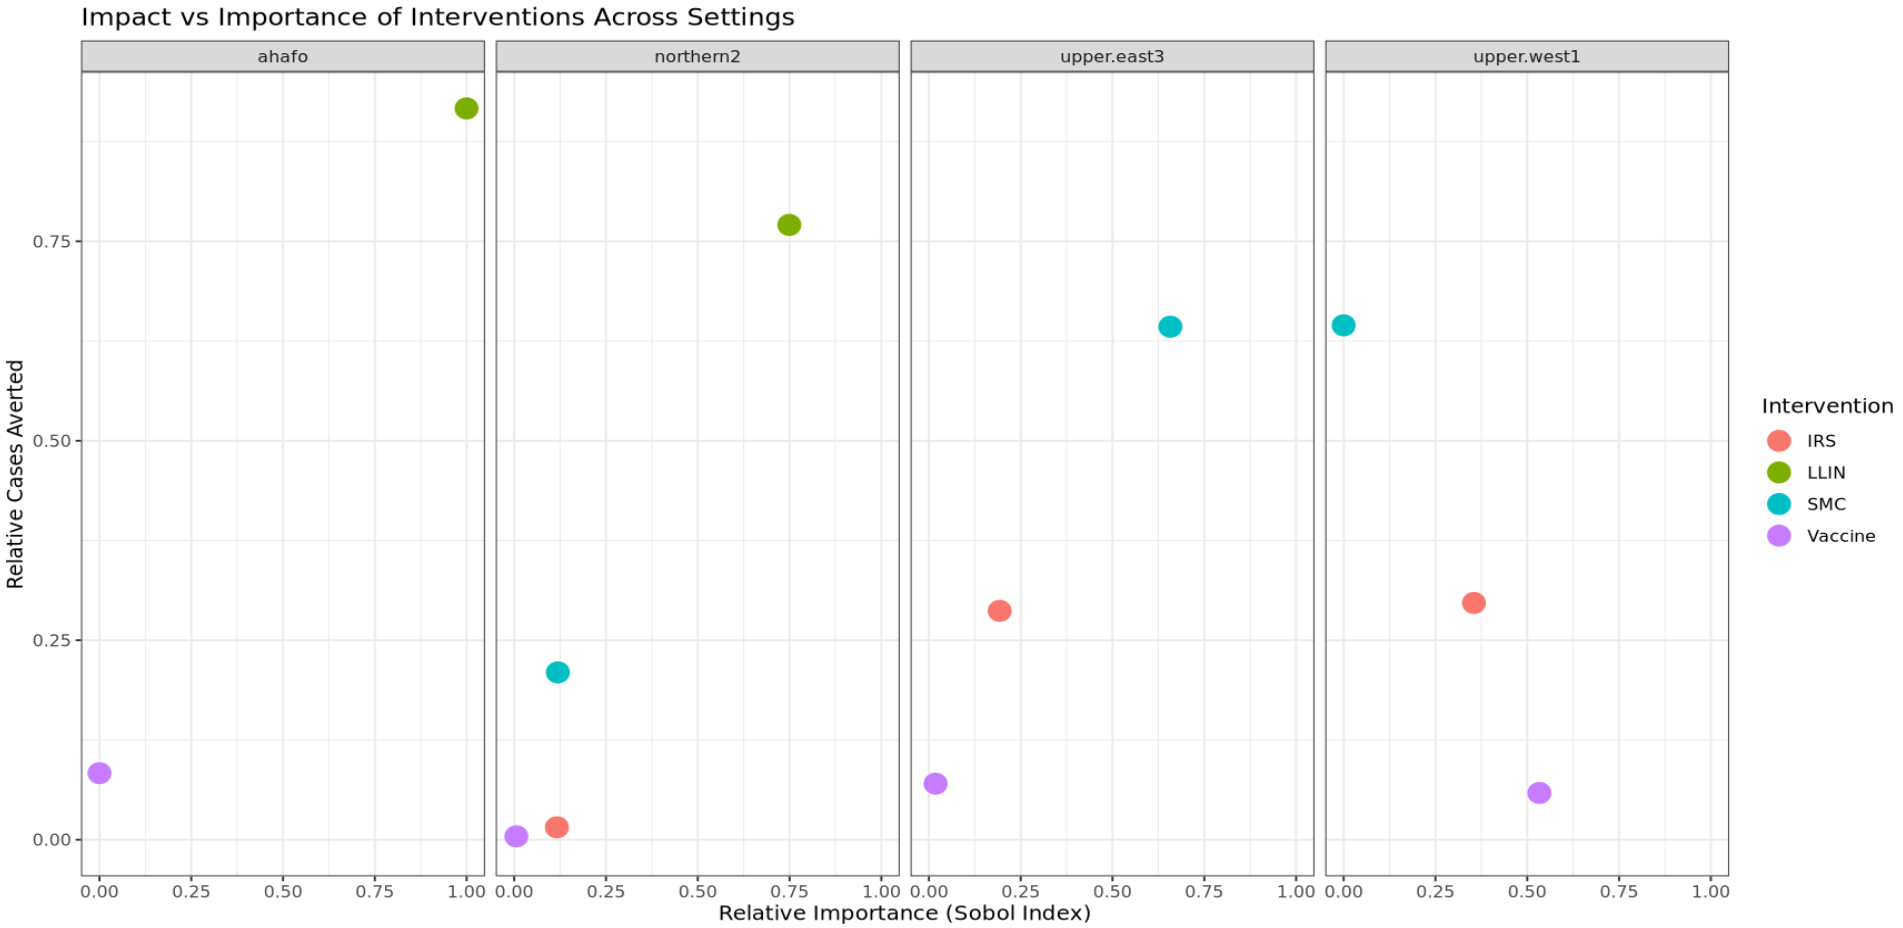 Impact vs Importance of Interventions Across Settings
ahafo
northern2
upper.east3
upper.west1
Relative Cases Averted
0.75
0.50
0.25
0.00
0.00 0.25 0.50 0.75 1.00
0.00 0.25 0.50 0.75 1.00
0.00 0.25 0.50 0.75 1.00
0.00 0.25 0.50 0.75 1.00
Relative Importance (Sobol Index)
Intervention
IRS
LLIN
SMC
Vaccine